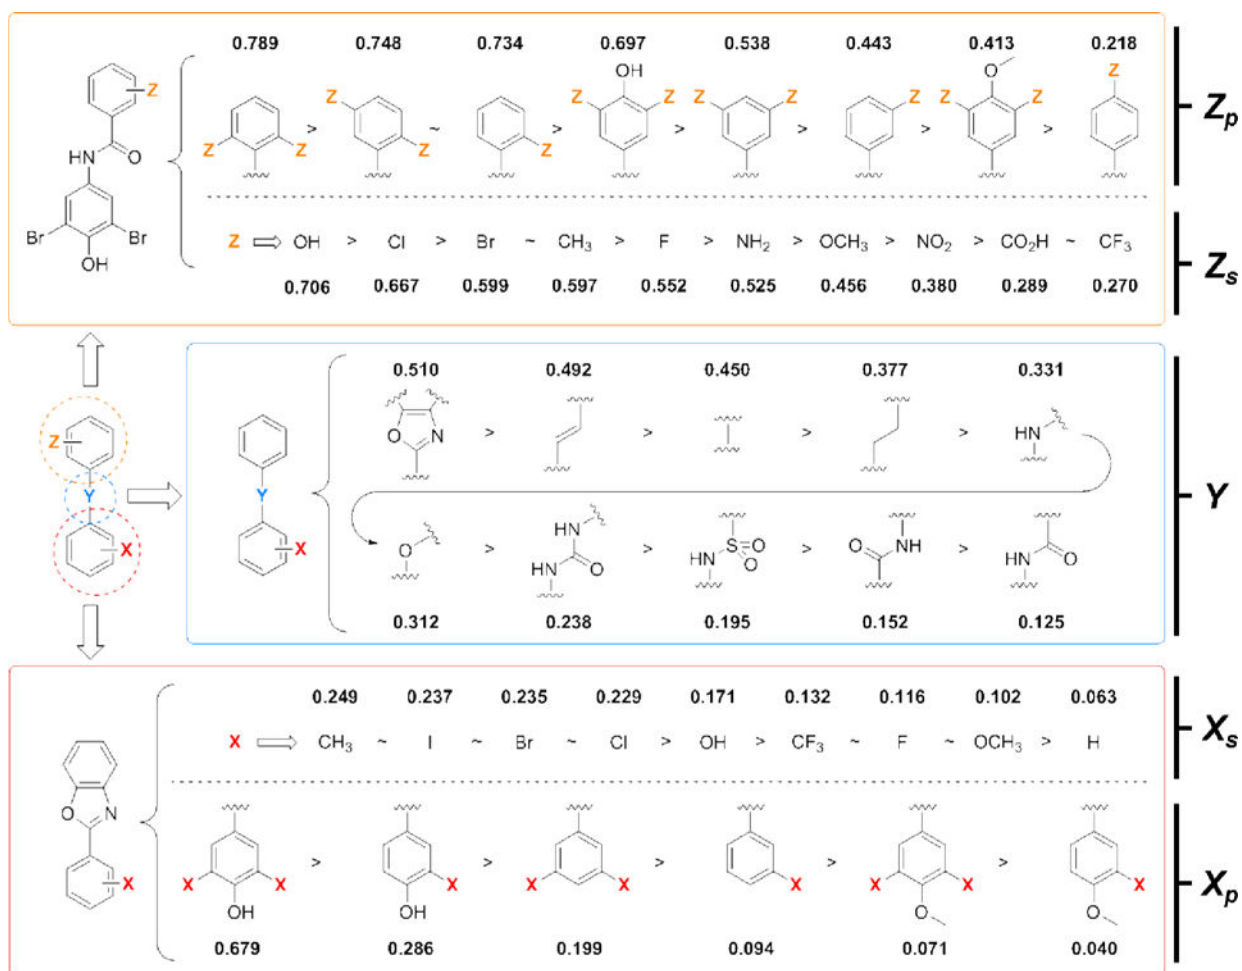 0.789 0.748 0.734 0.697 0.538 0.443 0.413 0.218
OH O Z
Z Z Z Z Z Z Z Z Z Z
Z > Z ~ Z > > > > >
O
HN
Zp
Br Br
OH
Z OH > Cl > Br ~ CH3 > F > NH2 > OCH3 > NO2 > CO2H ~ CF3
0.706 0.667 0.599 0.597 0.552 0.525 0.456 0.380 0.289 0.270
Zs
0.510 0.492 0.450 0.377 0.331
O N > > > > HN
Z
Y
X
Y
X
Y
O > HN HN O > HN S O O > O NH > HN O
0.312 0.238 0.195 0.152 0.125
0.249 0.237 0.235 0.229 0.171 0.132 0.116 0.102 0.063
X CH3 ~ I ~ Br ~ Cl > OH > CF3 ~ F ~ OCH3 > H
Xs
O N
X
X X > X > X X > X > X X > X
OH OH O O
Xp
0.679 0.286 0.199 0.094 0.071 0.040